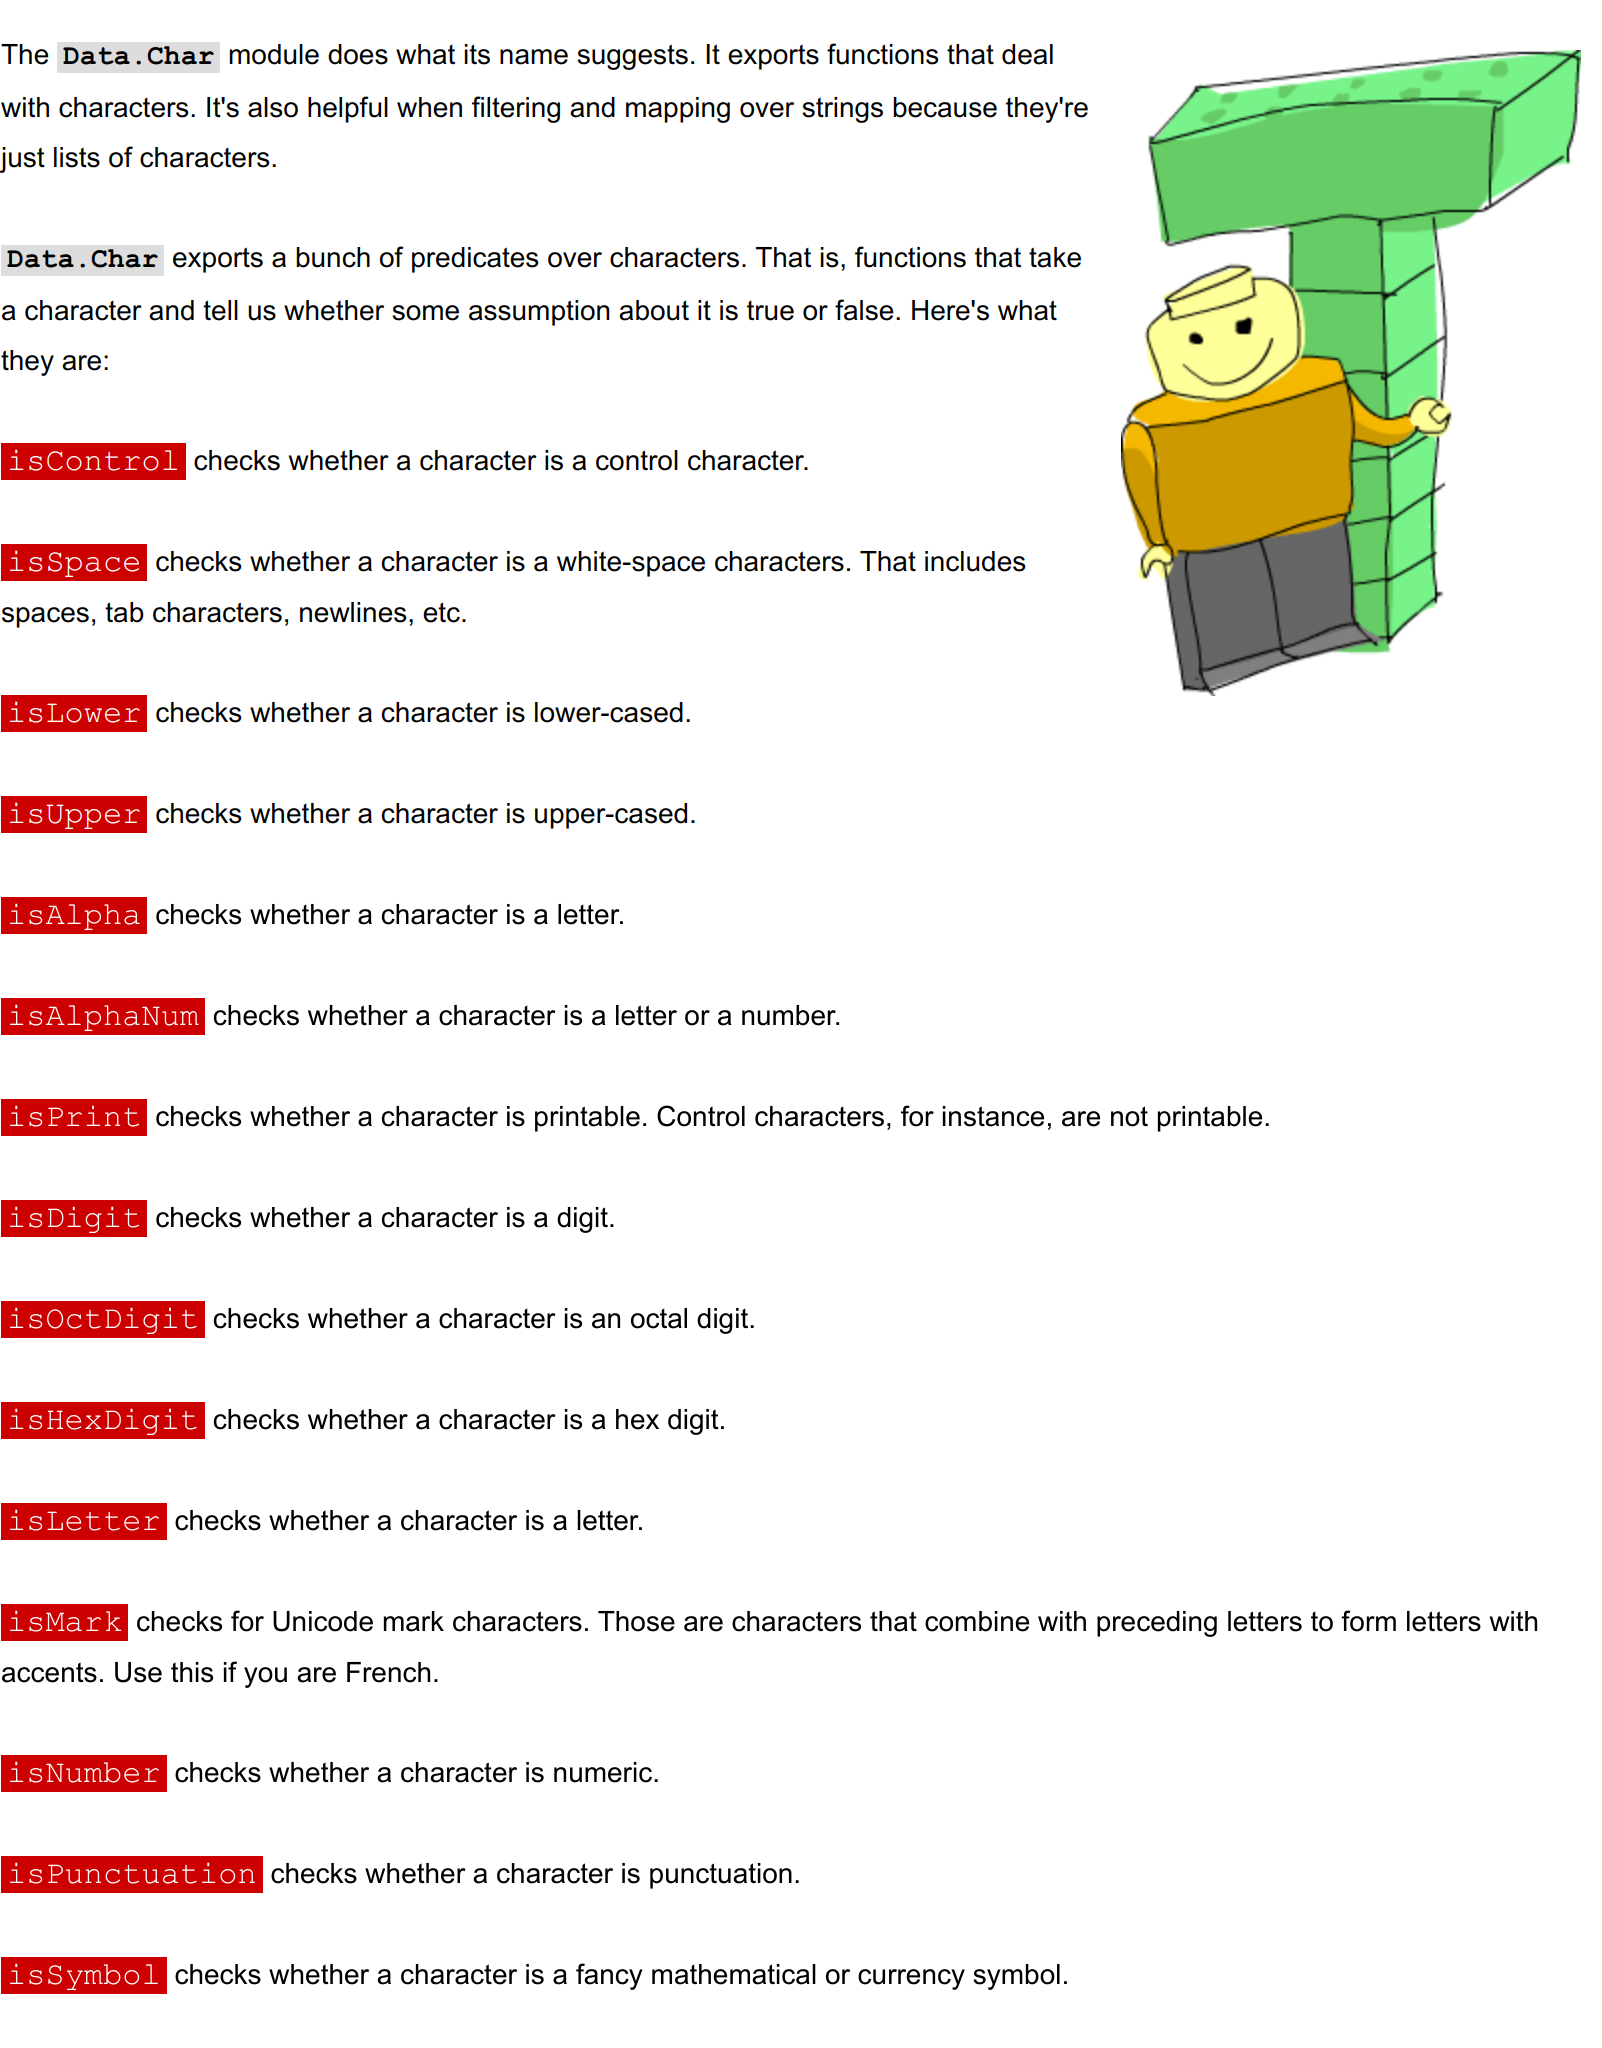 The Data.Char module does what its name suggests. It exports functions that deal
with characters. It's also helpful when filtering and mapping over strings because they're
just lists of characters.
Data.Char exports a bunch of predicates over characters. That is, functions that take
a character and tell us whether some assumption about it is true or false. Here's what
they are:
isControl checks whether a character is a control character.
isSpace checks whether a character is a white-space characters. That includes
spaces, tab characters, newlines, etc.
isLower checks whether a character is lower-cased.
isUpper checks whether a character is upper-cased.
isAlpha checks whether a character is a letter.
isAlphaNum checks whether a character is a letter or a number.
isPrint checks whether a character is printable. Control characters, for instance, are not printable.
isDigit checks whether a character is a digit.
isOctDigit checks whether a character is an octal digit.
isHexDigit checks whether a character is a hex digit.
isLetter checks whether a character is a letter.
isMark checks for Unicode mark characters. Those are characters that combine with preceding letters to form letters with
accents. Use this if you are French.
isNumber checks whether a character is numeric.
isPunctuation checks whether a character is punctuation.
isSymbol checks whether a character is a fancy mathematical or currency symbol.